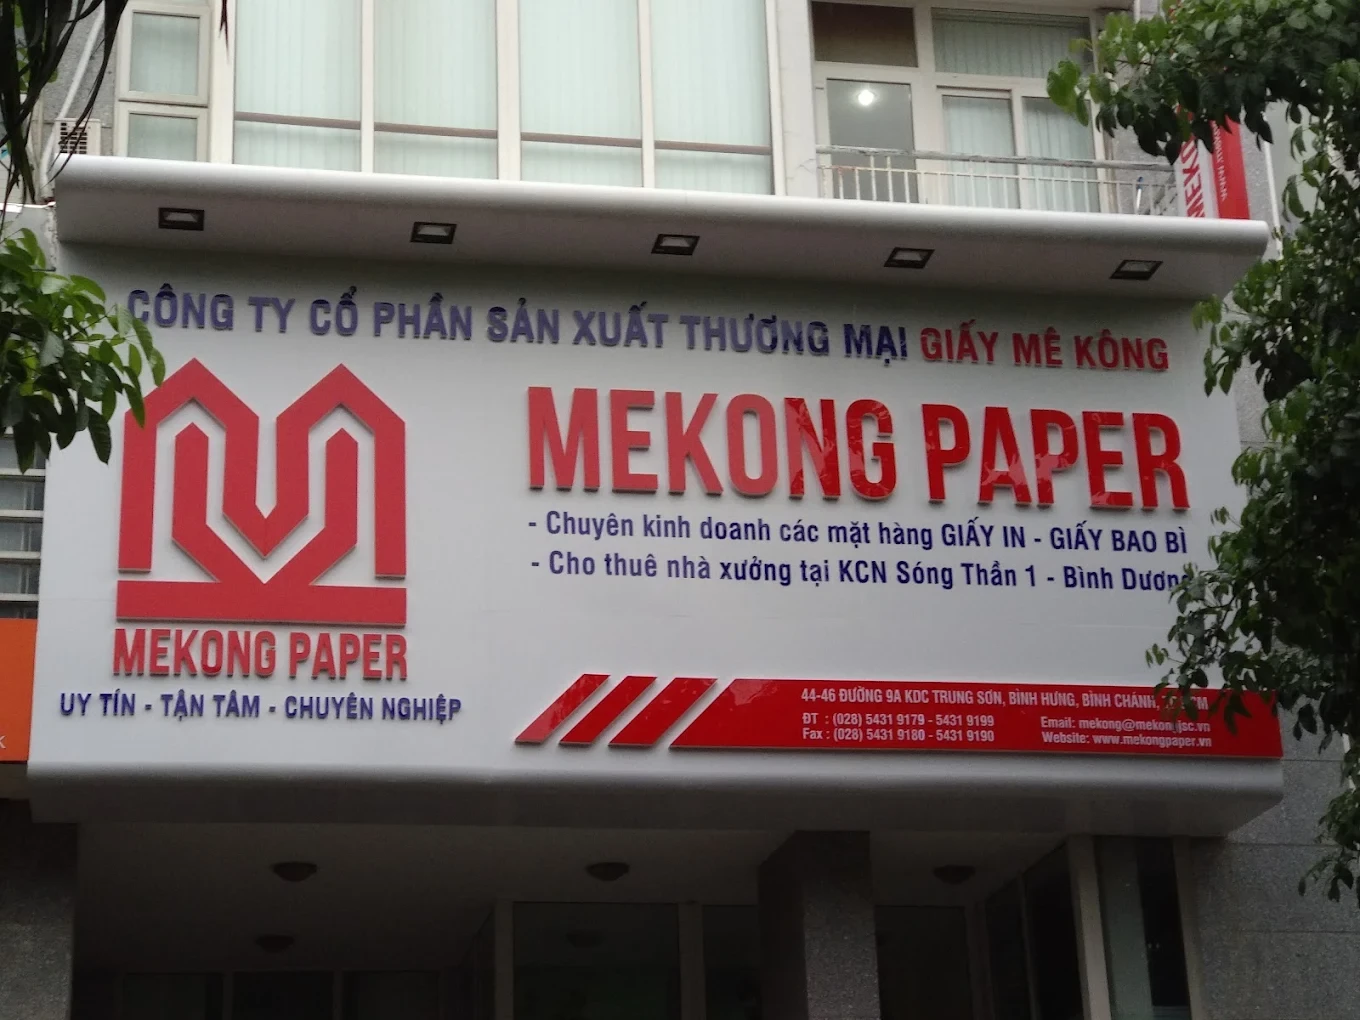 CÔNG TY CỔ PHẦN SẢN XUẤT THƯƠNG MẠI GIẤY MÊ KÔNG
MEKONG PAPER
- Chuyên kinh doanh các mặt hàng GIẤY IN - GIẤY BAO BÌ
- Cho thuê nhà xưởng tại KCN Sóng Thần 1 - Bình Dương
MEKONG PAPER
UY TÍN - TẬN TÂM - CHUYÊN NGHIỆP
44-46 ĐƯỜNG 9A KDC TRUNG SƠN, BÌNH HƯNG, BÌNH CHÁNH,
ĐT : (028) 5431 9179 - 5431 9199
Fax : (028) 5431 9180 - 5431 9190
Email: mekong@mekongjsc.vn
Website: www.mekongpaper.vn